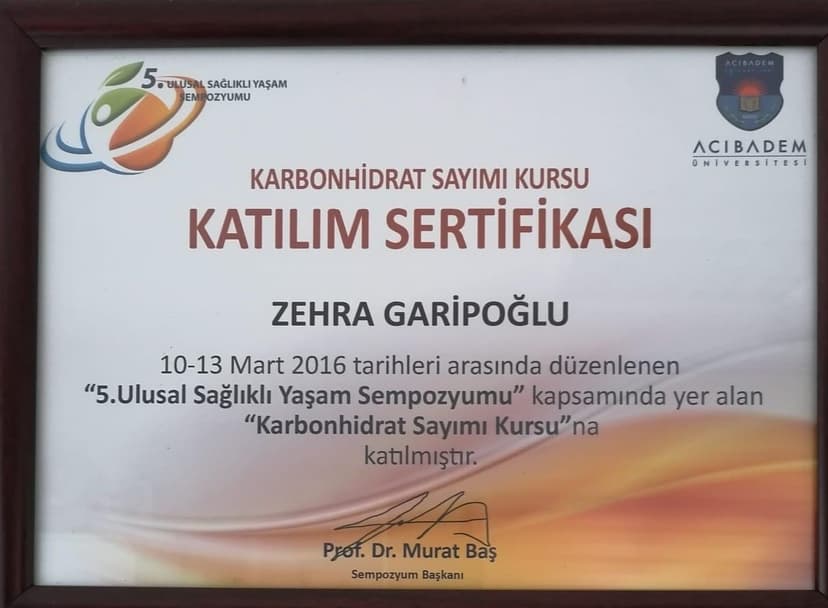 5. ULUSAL SAĞLIKLI YAŞAM
SEMPOZYUMU
ACIBADEM
ACIBADEM
ÜNİVERSİTESİ
KARBONHİDRAT SAYIMI KURSU
KATILIM SERTİFİKASI
ZEHRA GARİPOĞLU
10-13 Mart 2016 tarihleri arasında düzenlenen
“5.Ulusal Sağlıklı Yaşam Sempozyumu” kapsamında yer alan
“Karbonhidrat Sayımı Kursu”na
katılmıştır.
Prof. Dr. Murat Baş
Sempozyum Başkanı